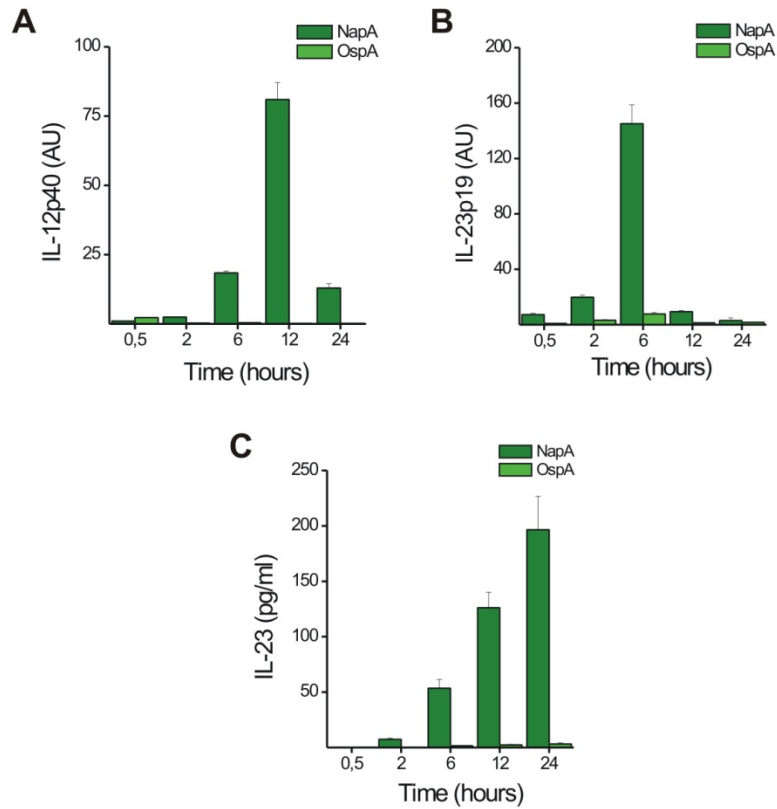 A
NapA
OspA
IL-12p40 (AU)
100
75
50
25
0,5 2 6 12 24
Time (hours)
B
NapA
OspA
IL-23p19 (AU)
200
160
120
80
40
0,5 2 6 12 24
Time (hours)
C
NapA
OspA
IL-23 (pg/ml)
250
200
150
100
50
0,5 2 6 12 24
Time (hours)